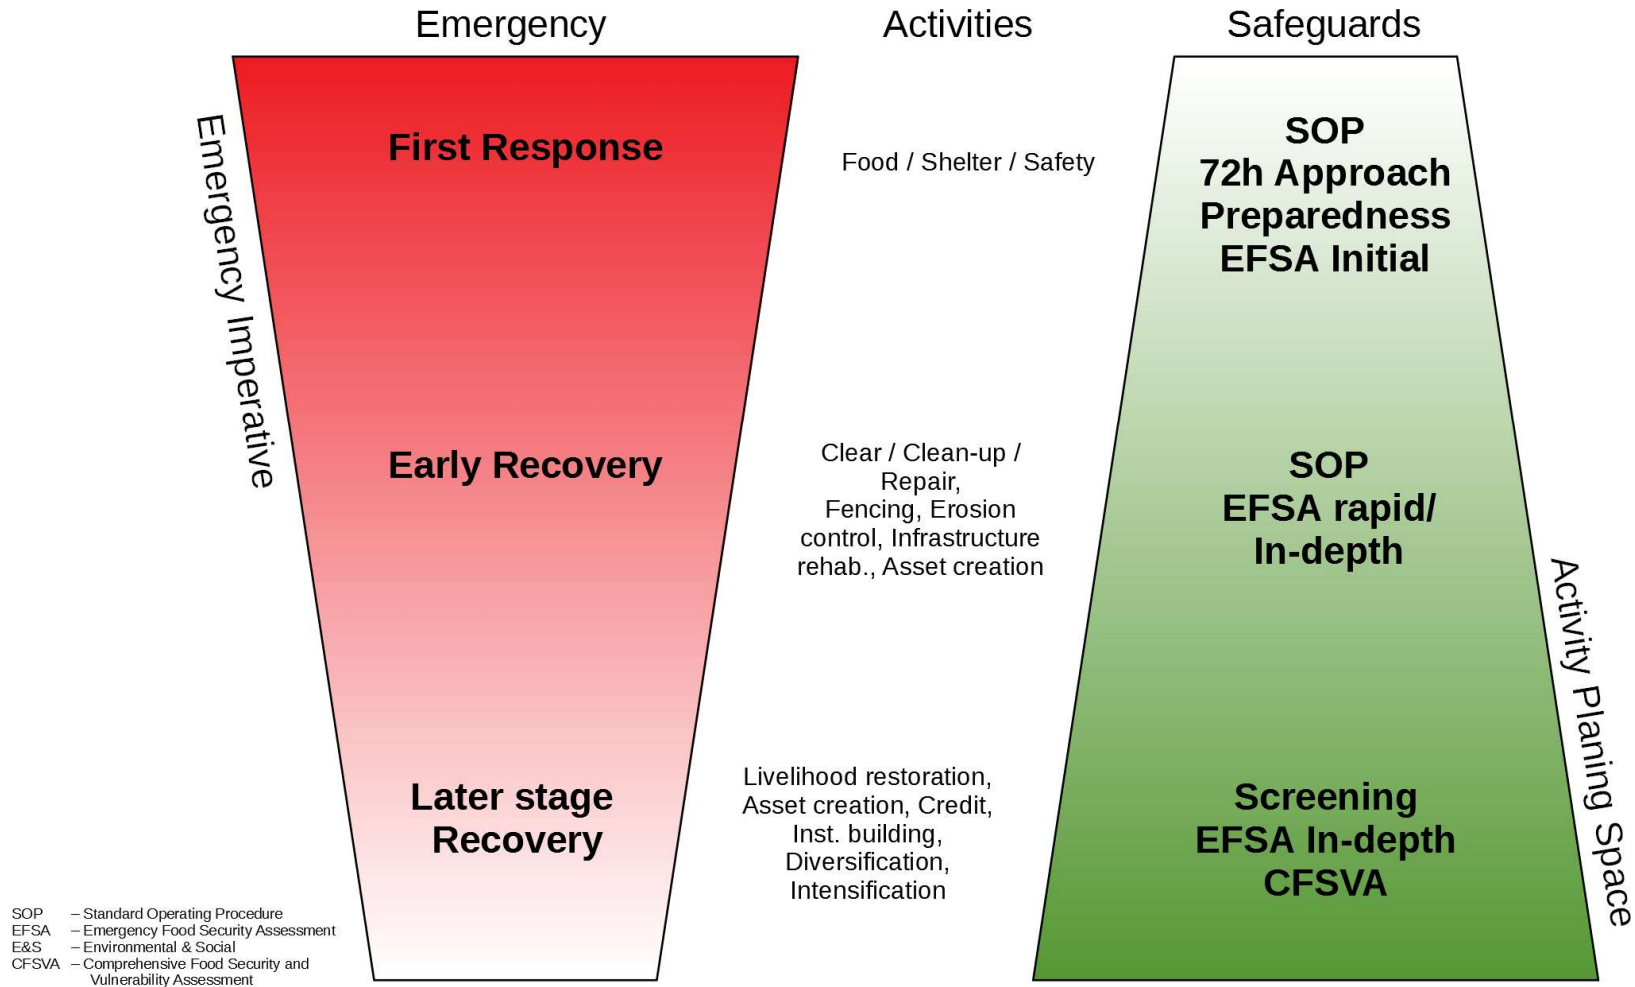 Emergency
Activities
Safeguards
Emergency Imperative
First Response
Food / Shelter / Safety
SOP
72h Approach
Preparedness
EFSA Initial
Early Recovery
Clear / Clean-up /
Repair,
Fencing, Erosion
control, Infrastructure
rehab., Asset creation
SOP
EFSA rapid/
In-depth
Activity Planing Space
Later stage
Recovery
Livelihood restoration,
Asset creation, Credit,
Inst. building,
Diversification,
Intensification
Screening
EFSA In-depth
CFSVA
SOP – Standard Operating Procedure
EFSA – Emergency Food Security Assessment
E&S – Environmental & Social
CFSVA – Comprehensive Food Security and
Vulnerability Assessment